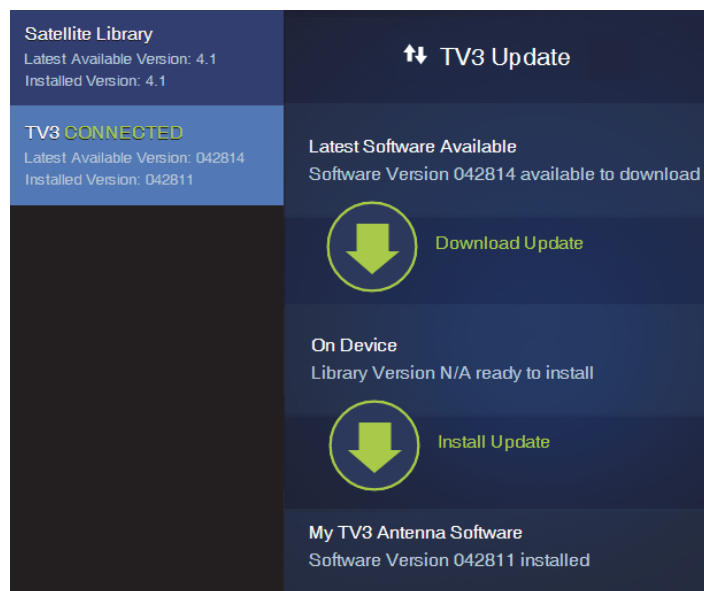 Satellite Library
Latest Available Version: 4.1
Installed Version: 4.1
TV3 CONNECTED
Latest Available Version: 042814
Installed Version: 042811
TV3 Update
Latest Software Available
Software Version 042814 available to download
Download Update
On Device
Library Version N/A ready to install
Install Update
My TV3 Antenna Software
Software Version 042811 installed